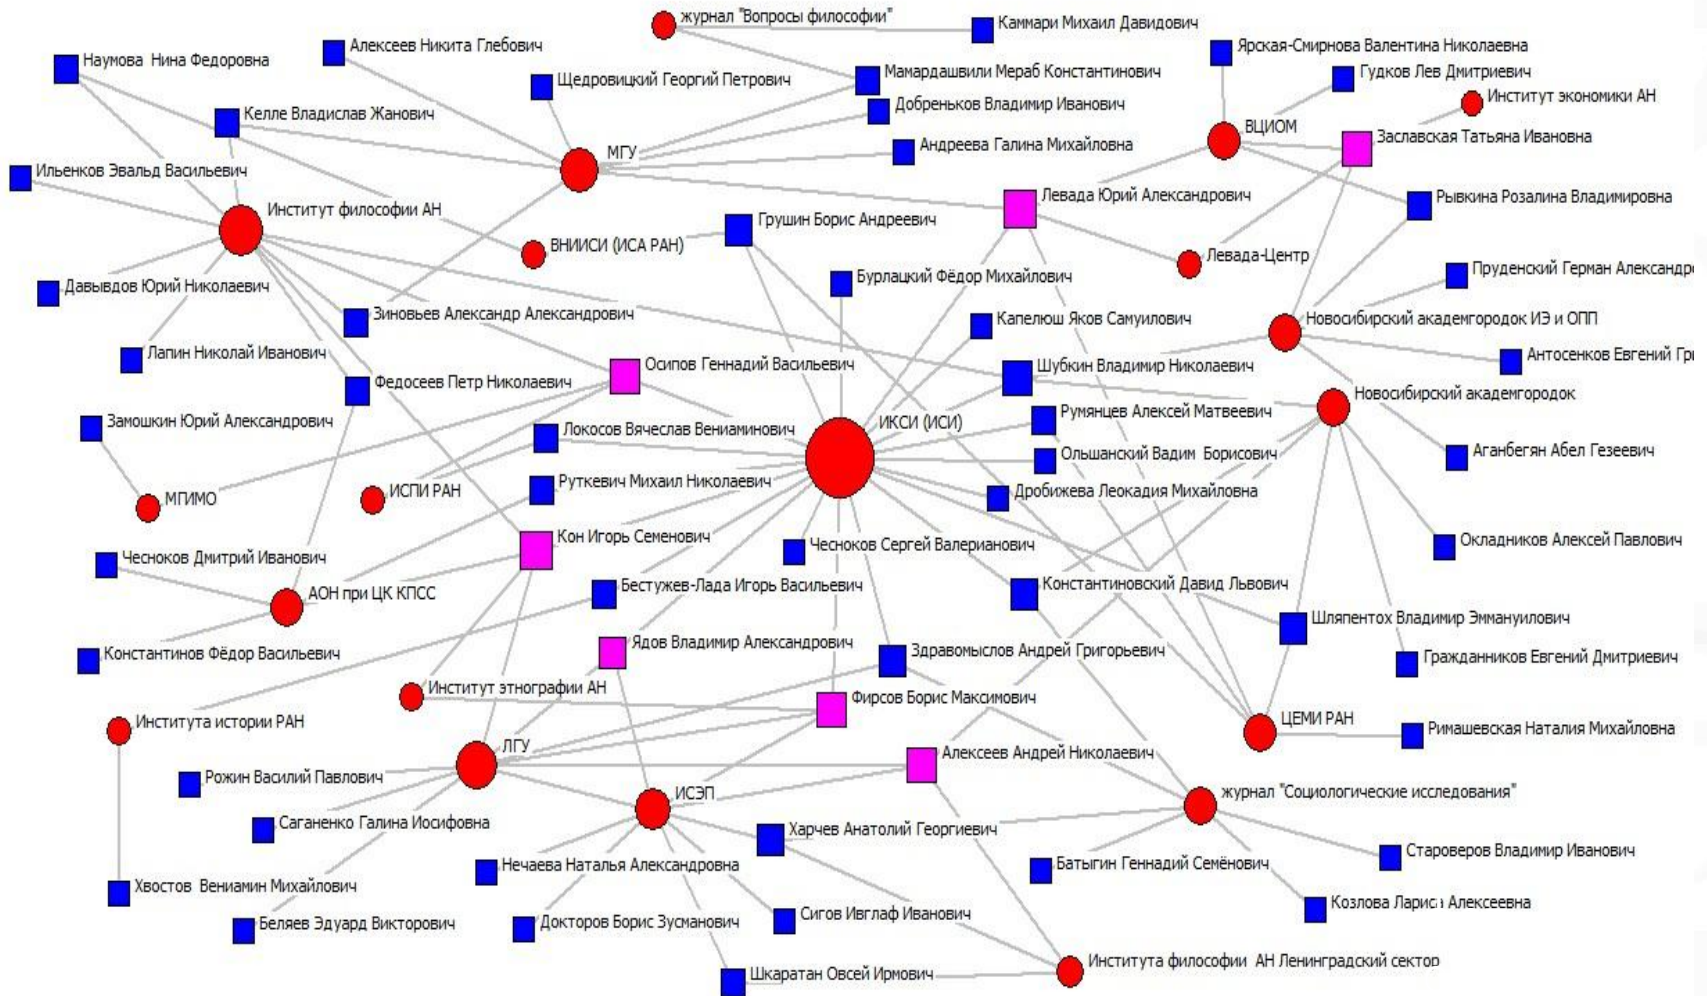 журнал "Вопросы философии"
Каммари Михаил Давидович
Алексеев Никита Глебович
Ярская-Смирнова Валентина Николаевна
Наумова Нина Федоровна
Щедровицкий Георгий Петрович
Мамардашвили Мераб Константинович
Гудков Лев Дмитриевич
Институт экономики АН
Келле Владислав Жанович
Добреньков Владимир Иванович
ВЦИОМ
Заславская Татьяна Ивановна
МГУ
Андреева Галина Михайловна
Ильенков Эвальд Васильевич
Левада Юрий Александрович
Рывкина Розалина Владимировна
Институт философии АН
Грушин Борис Андреевич
ВНИИСИ (ИСА РАН)
Левада-Центр
Давывдов Юрий Николаевич
Бурлацкий Фёдор Михайлович
Пруденский Герман Александро
Зиновьев Александр Александрович
Капелюш Яков Самуилович
Новосибирский академгородок ИЭ и ОПП
Лапин Николай Иванович
Осипов Геннадий Васильевич
Шубкин Владимир Николаевич
Антосенков Евгений Гри
Федосеев Петр Николаевич
Новосибирский академгородок
Замошкин Юрий Александрович
Локосов Вячеслав Вениаминович
ИКСИ (ИСИ)
Румянцев Алексей Матвеевич
Ольшанский Вадим Борисович
Аганбегян Абел Гезеевич
МГИМО
ИСПИ РАН
Руткевич Михаил Николаевич
Дробижева Леокадия Михайловна
Кон Игорь Семенович
Чесноков Сергей Валерианович
Окладников Алексей Павлович
Чесноков Дмитрий Иванович
АОН при ЦК КПСС
Бестужев-Лада Игорь Васильевич
Константиновский Давид Львович
Шляпентох Владимир Эммануилович
Константинов Фёдор Васильевич
Ядов Владимир Александрович
Здравомыслов Андрей Григорьевич
Гражданников Евгений Дмитриевич
Институт этнографии АН
Фирсов Борис Максимович
Института истории РАН
ЦЕМИ РАН
Римашевская Наталия Михайловна
ЛГУ
Алексеев Андрей Николаевич
Рожин Василий Павлович
ИСЭП
журнал "Социологические исследования"
Саганенко Галина Иосифовна
Харчев Анатолий Георгиевич
Нечаева Наталья Александровна
Батыгин Геннадий Семёнович
Староверов Владимир Иванович
Хвостов Вениамин Михайлович
Козлова Лариса Алексеевна
Беляев Эдуард Викторович
Докторов Борис Зусманович
Сигов Ивглаф Иванович
Шкаратан Овсей Ирмович
Института философии АН Ленинградский сектор